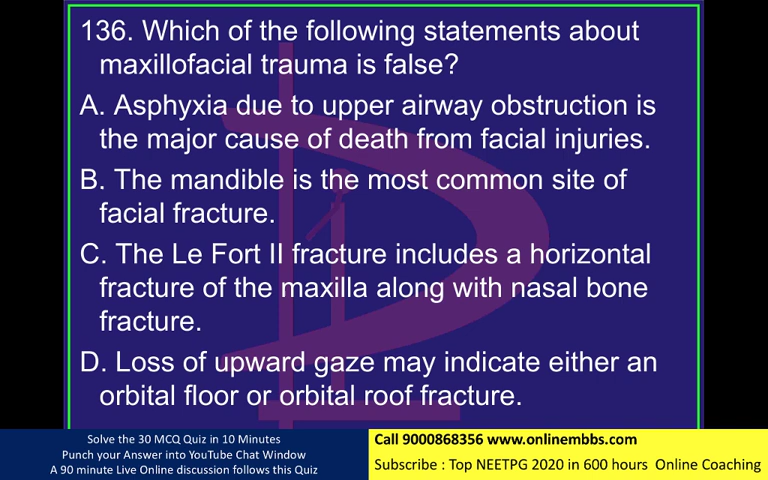 136. Which of the following statements about
maxillofacial trauma is false?
A. Asphyxia due to upper airway obstruction is
the major cause of death from facial injuries.
B. The mandible is the most common site of
facial fracture.
C. The Le Fort II fracture includes a horizontal
fracture of the maxilla along with nasal bone
fracture.
D. Loss of upward gaze may indicate either an
orbital floor or orbital roof fracture.
Solve the 30 MCQ Quiz in 10 Minutes
Punch your Answer into YouTube Chat Window
A 90 minute Live Online discussion follows this Quiz
Call 9000868356 www.onlinembbs.com
Subscribe : Top NEETPG 2020 in 600 hours Online Coaching